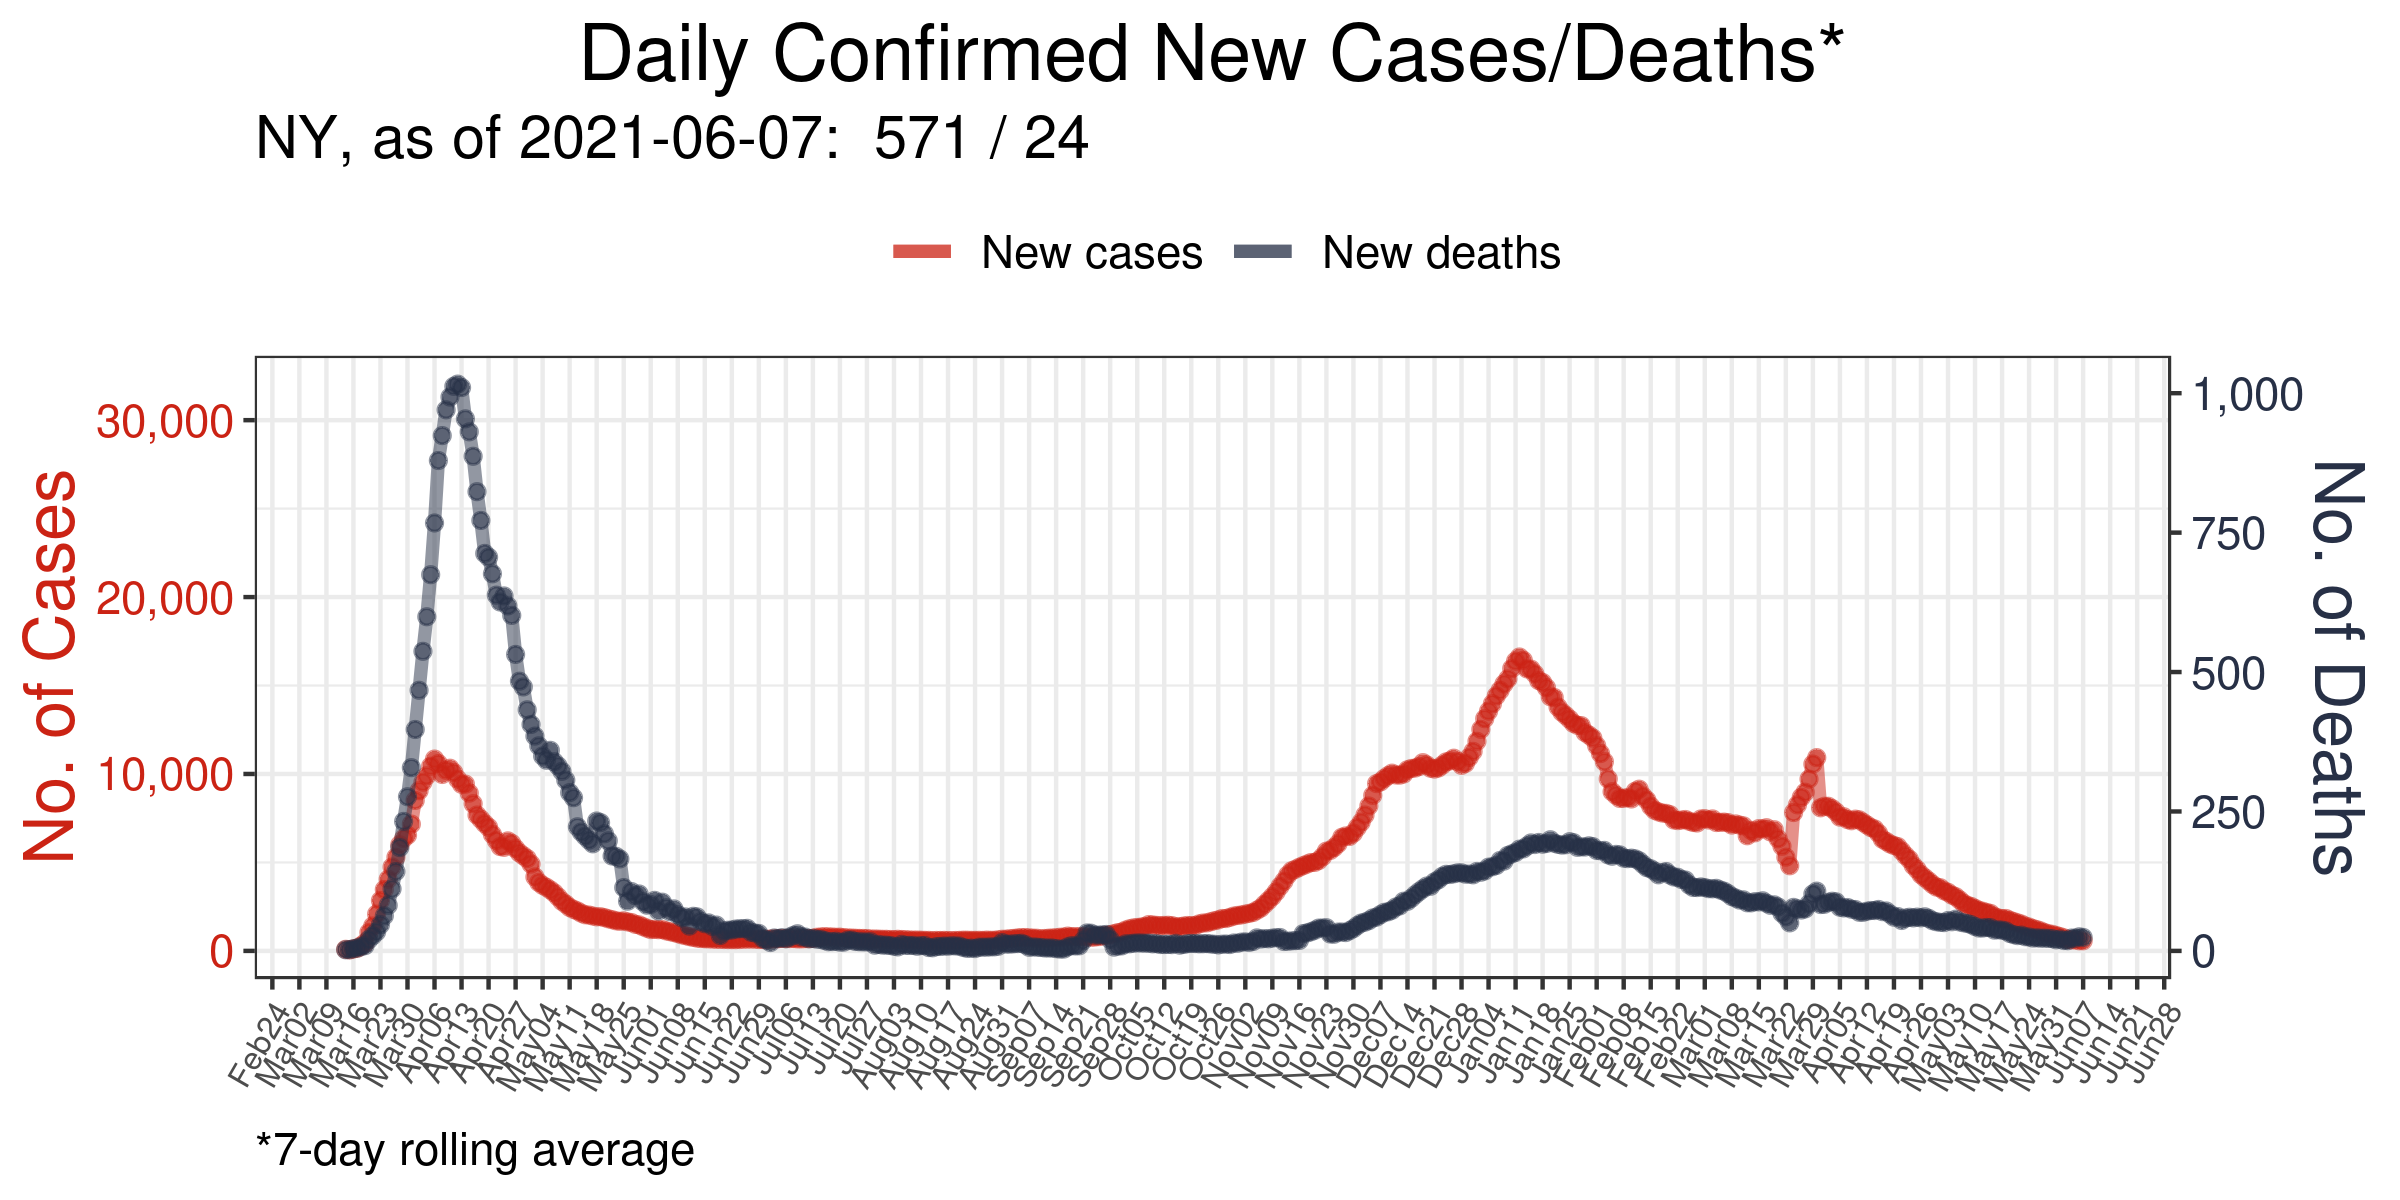 Daily Confirmed New Cases/Deaths*
NY, as of 2021-06-07:  571 / 24
New cases
New deaths
No. of Cases
30,000
20,000
10,000
0
1,000
750
500
250
0
No. of Deaths
Feb24
Mar02
Mar09
Mar16
Mar23
Mar30
Apr06
Apr13
Apr20
Apr27
May04
May11
May18
May25
Jun01
Jun08
Jun15
Jun22
Jun29
Jul06
Jul13
Jul20
Jul27
Aug03
Aug10
Aug17
Aug24
Aug31
Sep07
Sep14
Sep21
Sep28
Oct05
Oct12
Oct19
Oct26
Nov02
Nov09
Nov16
Nov23
Nov30
Dec07
Dec14
Dec21
Dec28
Jan04
Jan11
Jan18
Jan25
Feb01
Feb08
Feb15
Feb22
Mar01
Mar08
Mar15
Mar22
Mar29
Apr05
Apr12
Apr19
Apr26
May03
May10
May17
May24
May31
Jun07
Jun14
Jun21
Jun28
*7-day rolling average